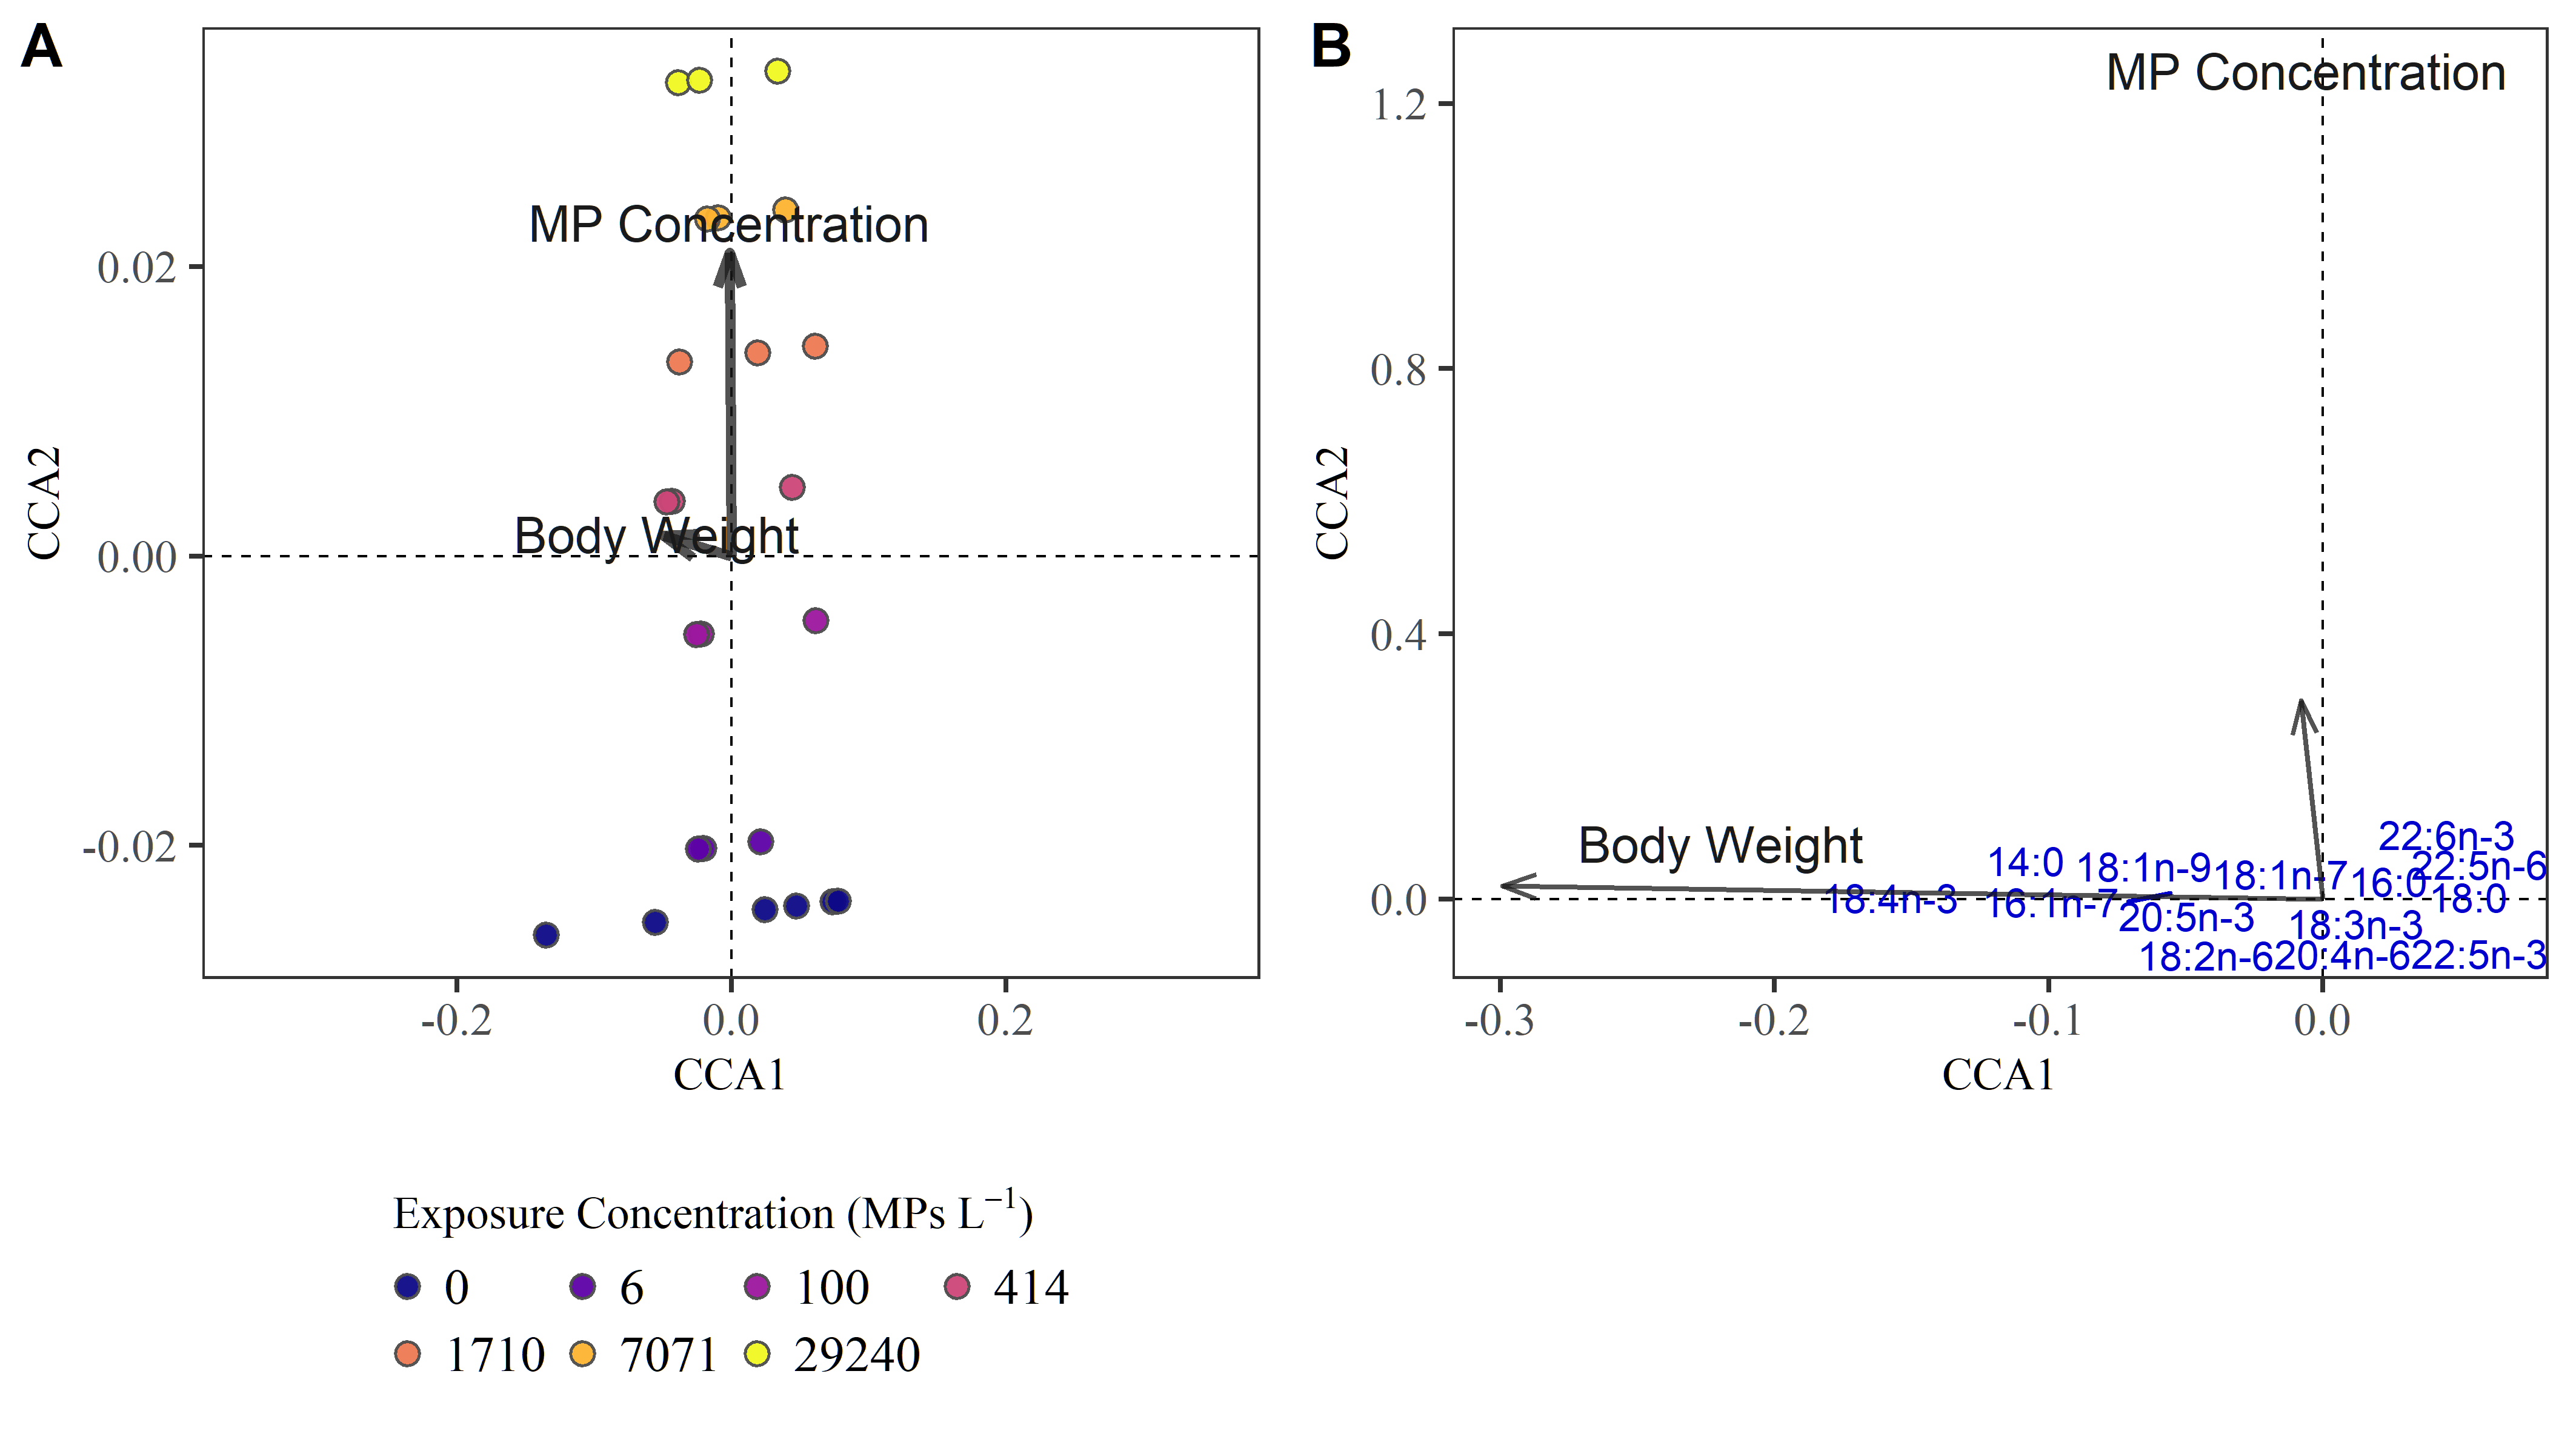 A
MP Concentration
Body Weight
0.02
0.00
-0.02
CCA2
-0.2 0.0 0.2
CCA1
B
MP Concentration
1.2
0.8
0.4
0.0
CCA2
Body Weight
22:6n-3
14:0 18:1n-9 18:1n-7 16:0 22:5n-6
18:4n-3 16:1n-7 20:5n-3 18:3n-3 18:0
18:2n-6 20:4n-6 22:5n-3
-0.3 -0.2 -0.1 0.0
CCA1
Exposure Concentration (MPs L⁻¹)
0 6 100 414
1710 7071 29240